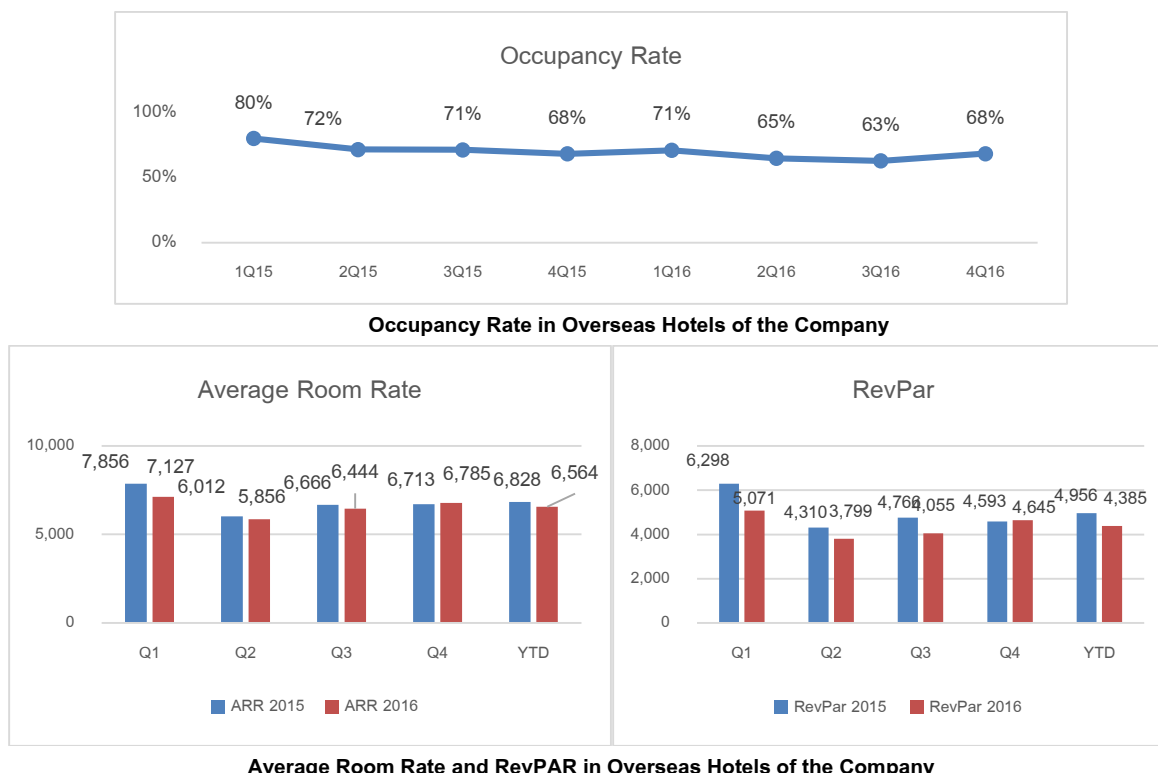 Occupancy Rate
100%
50%
0%
80%
72%
71%
68%
71%
65%
63%
68%
1Q15 2Q15 3Q15 4Q15 1Q16 2Q16 3Q16 4Q16
Occupancy Rate in Overseas Hotels of the Company
Average Room Rate
10,000
5,000
0
7,856 7,127
6,012 5,856
6,666 6,444
6,713 6,785
6,828 6,564
Q1 Q2 Q3 Q4 YTD
ARR 2015 ARR 2016
RevPar
8,000
6,000
4,000
2,000
0
6,298 5,071
4,310 3,799
4,766 4,055
4,593 4,645
4,956 4,385
Q1 Q2 Q3 Q4 YTD
RevPar 2015 RevPar 2016
Average Room Rate and RevPAR in Overseas Hotels of the Company